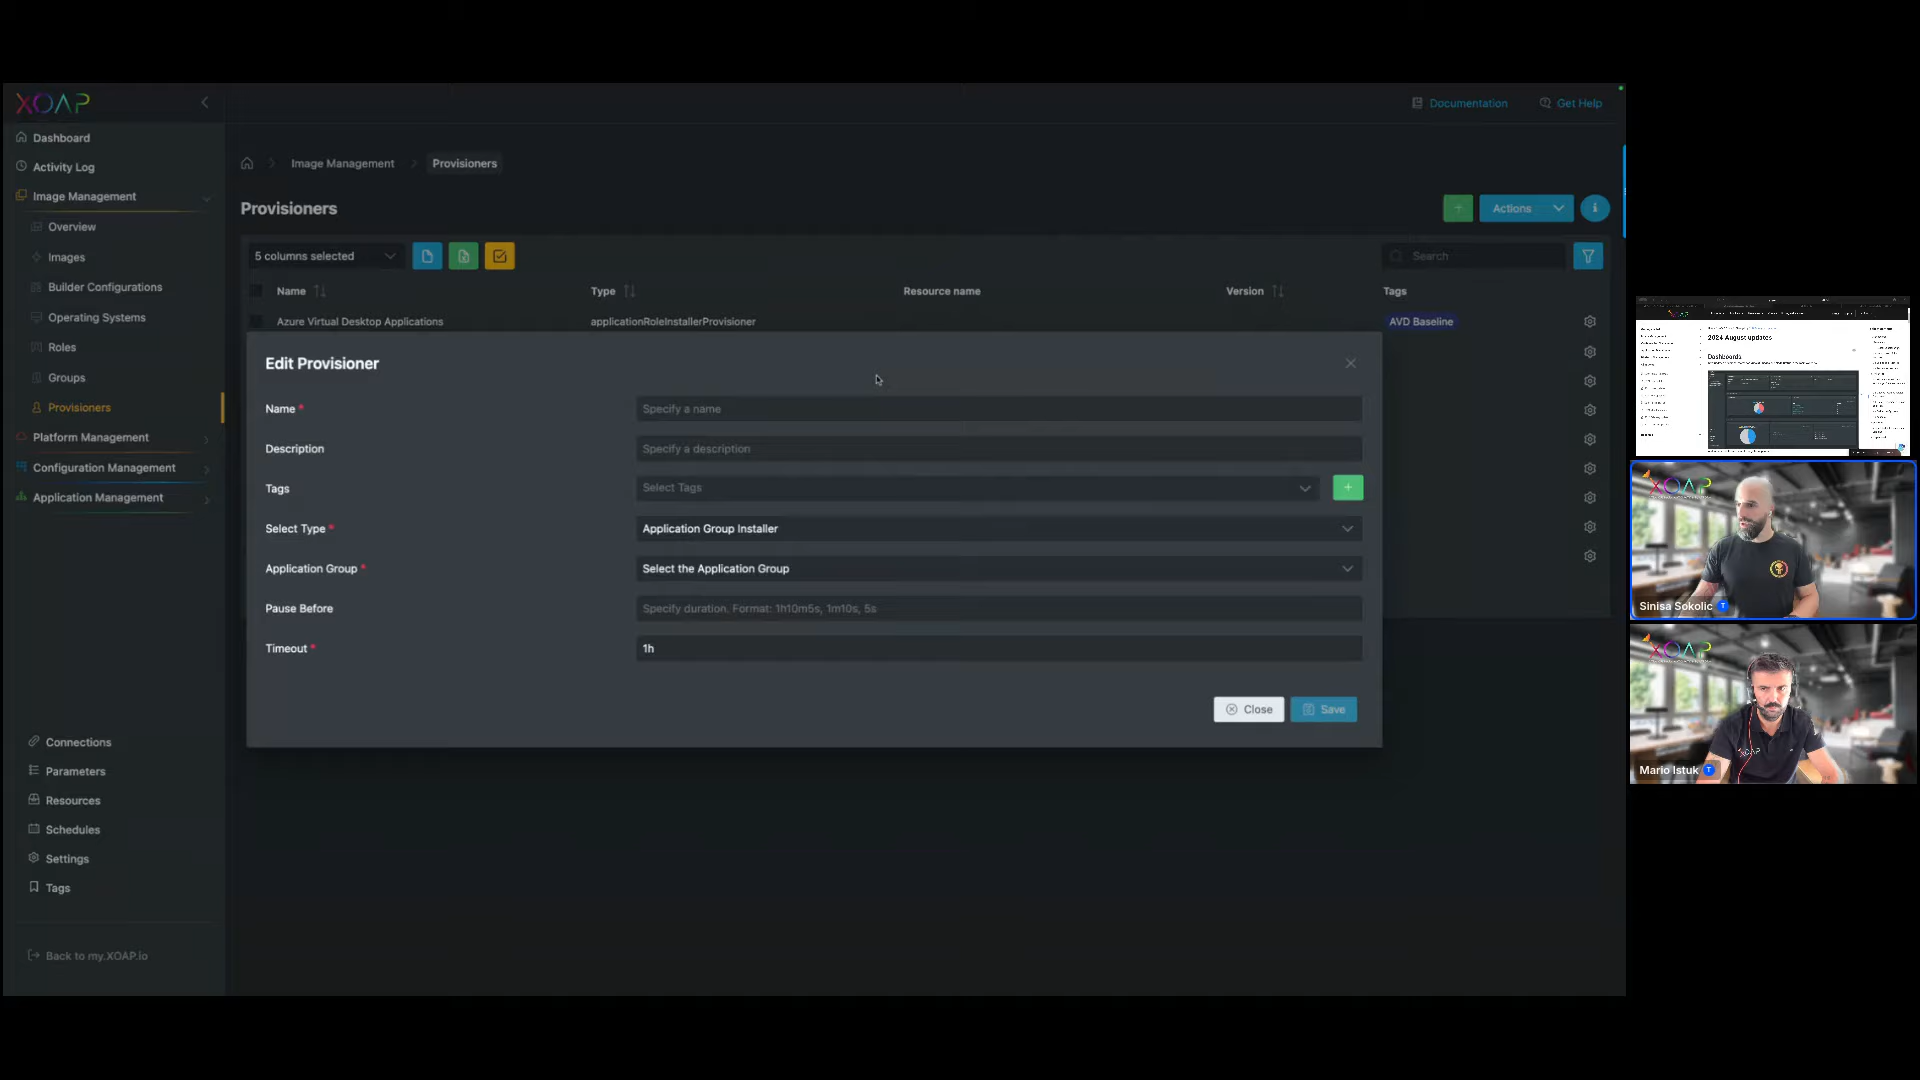 XOAP
Documentation
Get Help
Dashboard
Activity Log
Image Management
Overview
Images
Builder Configurations
Operating Systems
Roles
Groups
Provisioners
Platform Management
Configuration Management
Application Management
Connections
Parameters
Resources
Schedules
Settings
Tags
Back to my.XOAP.io
Image Management
Provisioners
Provisioners
Actions
5 columns selected
Search
Name
Type
Resource name
Version
Tags
Azure Virtual Desktop Applications
applicationRoleInstallerProvisioner
AVD Baseline
Edit Provisioner
Name *
Specify a name
Description
Specify a description
Tags
Select Tags
Select Type *
Application Group Installer
Application Group *
Select the Application Group
Pause Before
Specify duration. Format: 1h10m5s, 1m10s, 5s
Timeout *
1h
Close
Save
2024 August updates
Dashboards
XOAP
Sinisa Sokolic
XOAP
XOAP
Mario Istuk